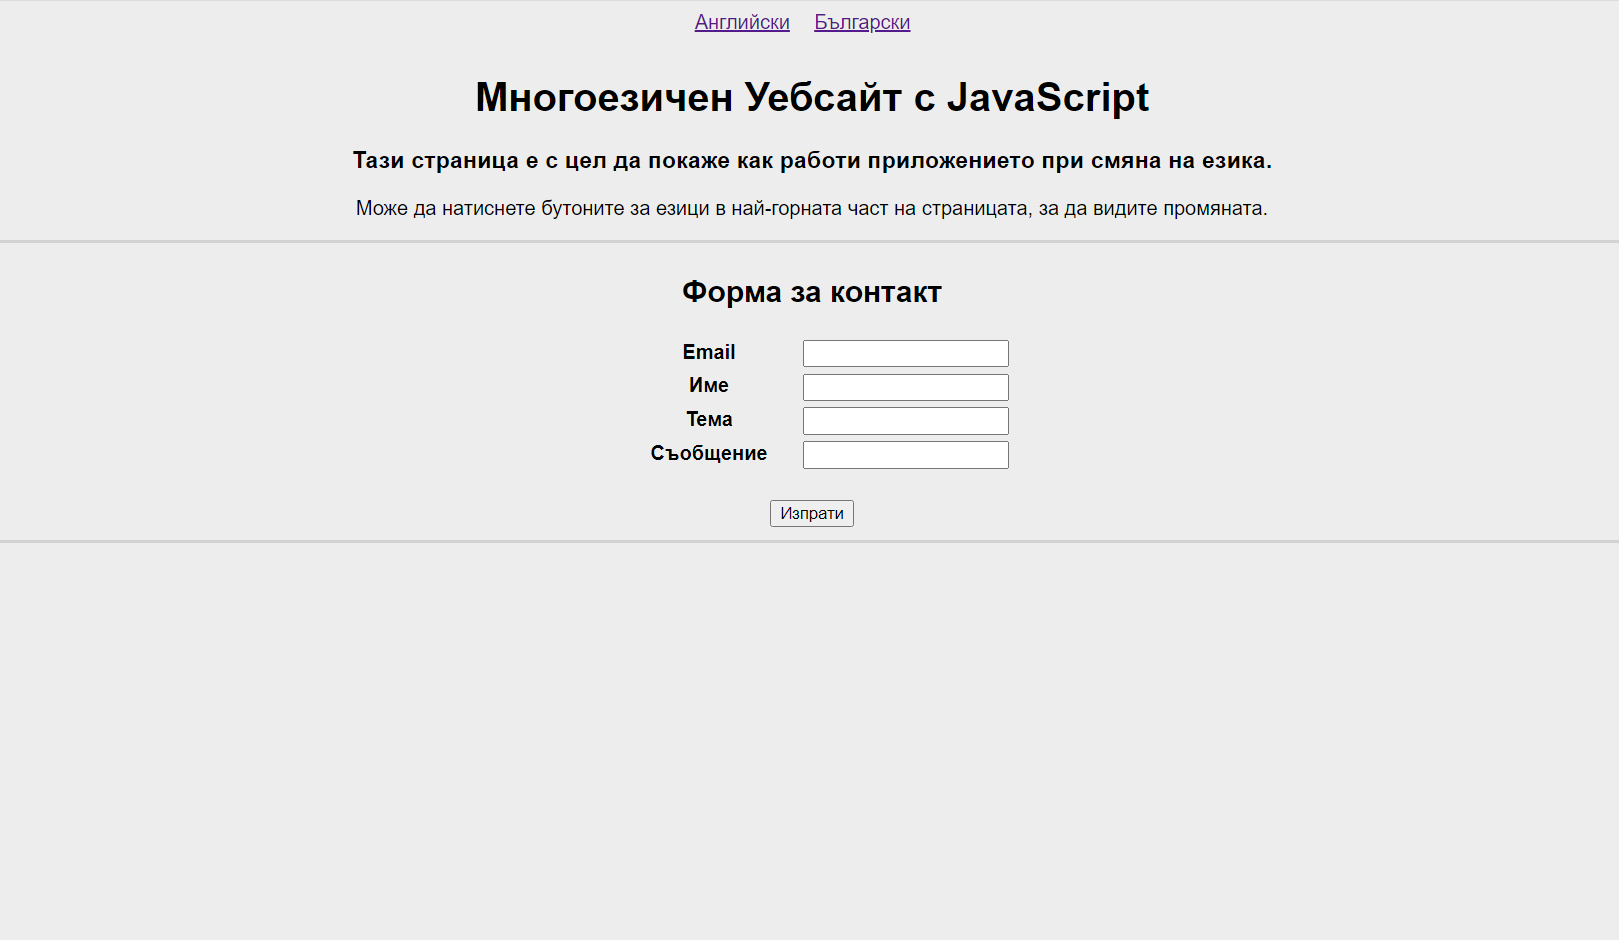 Английски Български
Многоезичен Уебсайт с JavaScript
Тази страница е с цел да покаже как работи приложението при смяна на езика.
Може да натиснете бутоните за езици в най-горната част на страницата, за да видите промяната.
Форма за контакт
Email
Име
Тема
Съобщение
Изпрати